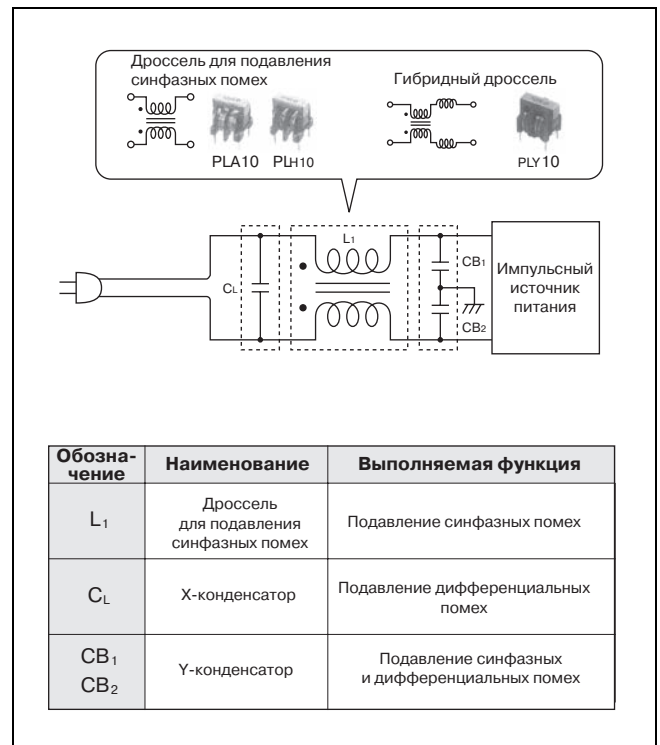 Дроссель для подавления
синфазных помех
Гибридный дроссель
PLA10 PLH10
PLY10
L1
CL
CB1
CB2
Импульсный
источник
питания
Обозна-
чение
Наименование
Выполняемая функция
L1
Дроссель
для подавления
синфазных помех
Подавление синфазных помех
CL
X-конденсатор
Подавление дифференциальных
помех
CB1
CB2
Y-конденсатор
Подавление синфазных
и дифференциальных помех